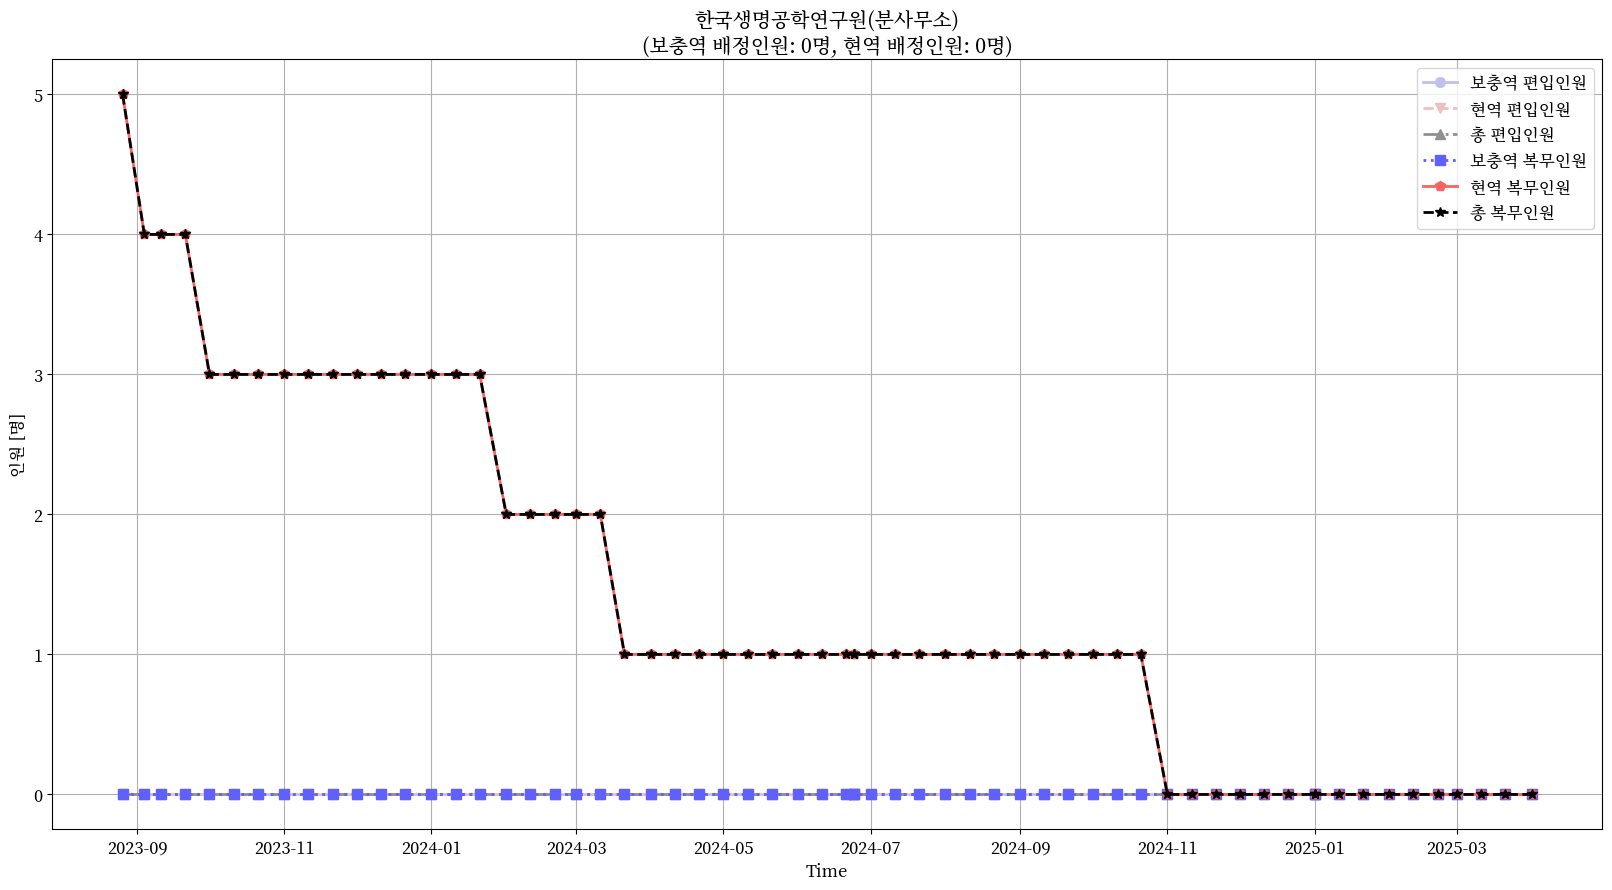 한국생명공학연구원(분사무소)
(보충역 배정인원: 0명, 현역 배정인원: 0명)
보충역 편입인원
현역 편입인원
총 편입인원
보충역 복무인원
현역 복무인원
총 복무인원
인원 [명]
5
4
3
2
1
0
2023-09
2023-11
2024-01
2024-03
2024-05
2024-07
2024-09
2024-11
2025-01
2025-03
Time